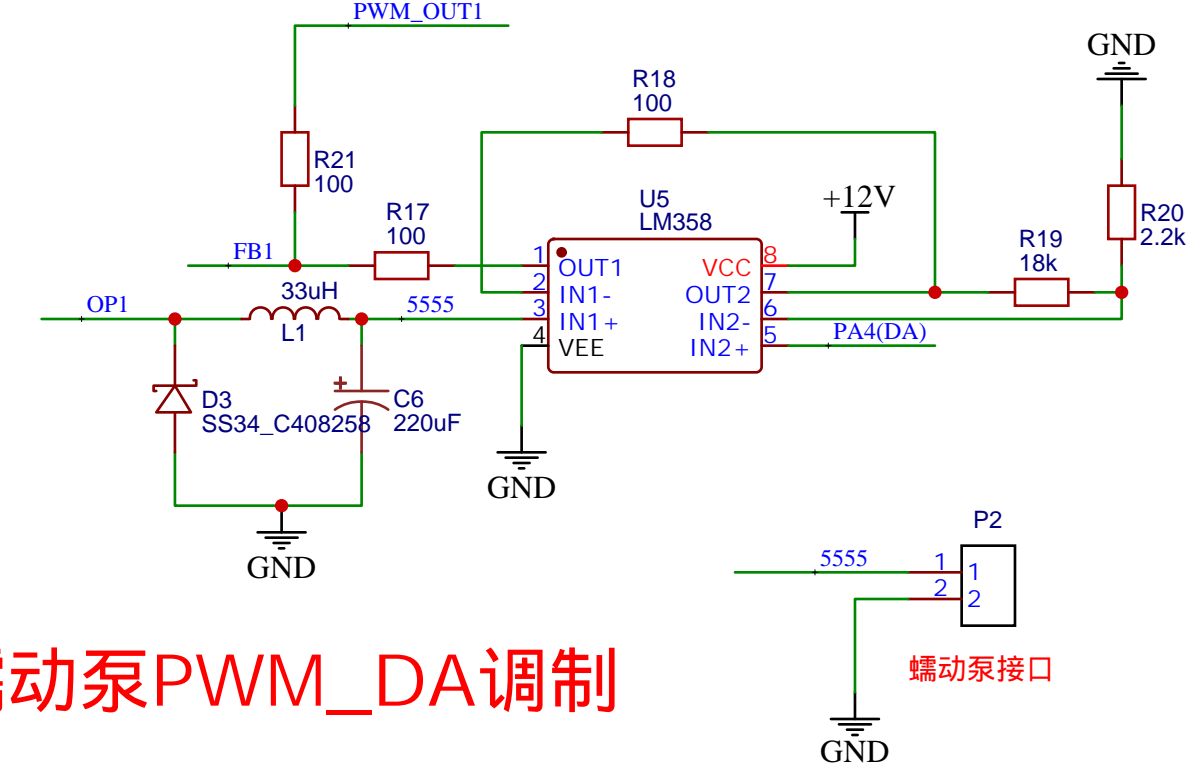 PWM_OUT1
GND
R18
100
R21
100
R17
100
U5
LM358
+12V
R20
2.2k
R19
18k
FB1
1
OUT1
VCC
8
33uH
2
IN1-
OUT2
7
OP1
L1
5555
3
IN1+
IN2-
6
4
VEE
IN2+
5
PA4(DA)
D3
SS34_C408258
+
C6
220uF
GND
GND
P2
5555
1
1
2
2
动泵PWM_DA调制
蠕动泵接口
GND